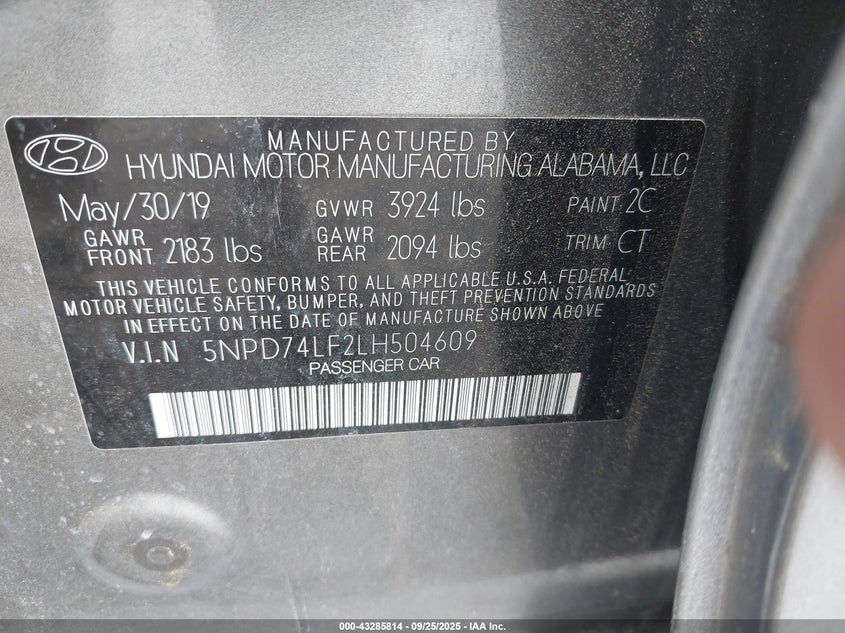 MANUFACTURED BY
HYUNDAI MOTOR MANUFACTURING ALABAMA, LLC
May/30/19 GVWR 3924 lbs PAINT 2C
GAWR FRONT 2183 lbs GAWR REAR 2094 lbs TRIM CT
THIS VEHICLE CONFORMS TO ALL APPLICABLE U.S.A. FEDERAL
MOTOR VEHICLE SAFETY, BUMPER, AND THEFT PREVENTION STANDARDS
IN EFFECT ON THE DATE OF MANUFACTURE SHOWN ABOVE
V.I.N 5NPD74LF2LH504609
PASSENGER CAR
000-43285814 - 09/25/2025 - IAA Inc.